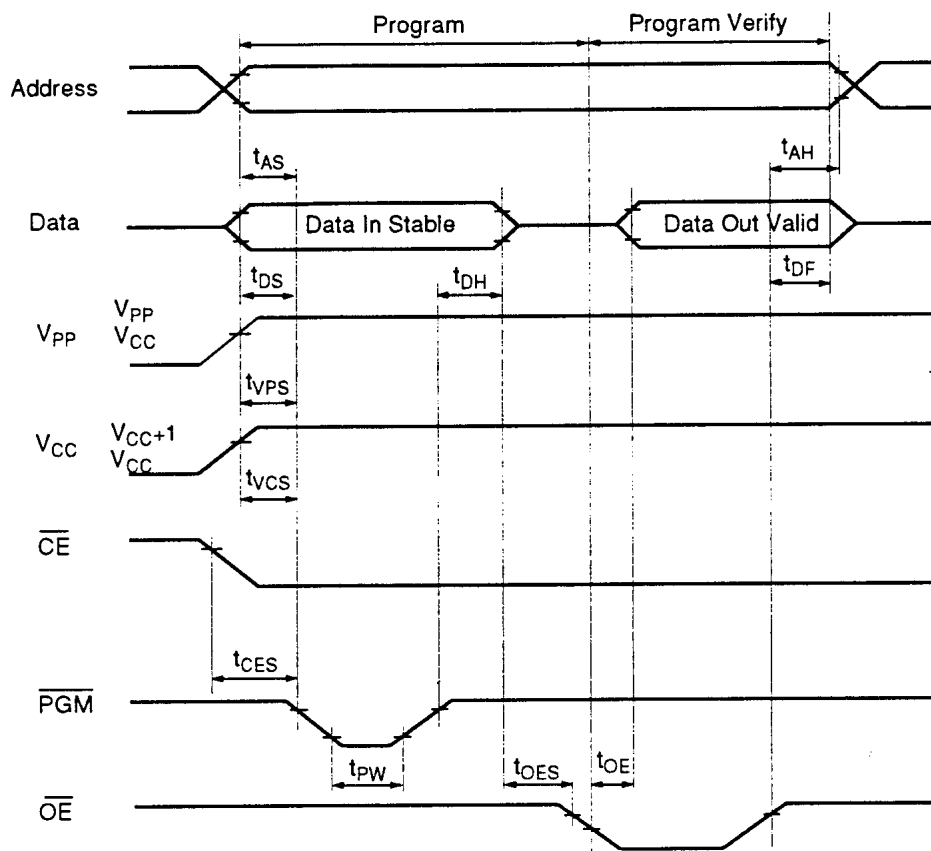 Program
Program Verify
Address
tAS
tAH
Data
Data In Stable
Data Out Valid
tDS
tDH
tDF
VPP
VPP
VCC
tVPS
VCC
VCC+1
VCC
tVCS
CE
tCES
PGM
tPW
tOES
tOE
OE